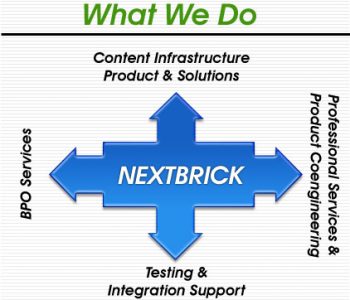 What We Do
Content Infrastructure
Product & Solutions
BPO Services
NEXTBRICK
Professional Services &
Product Coengineering
Testing &
Integration Support